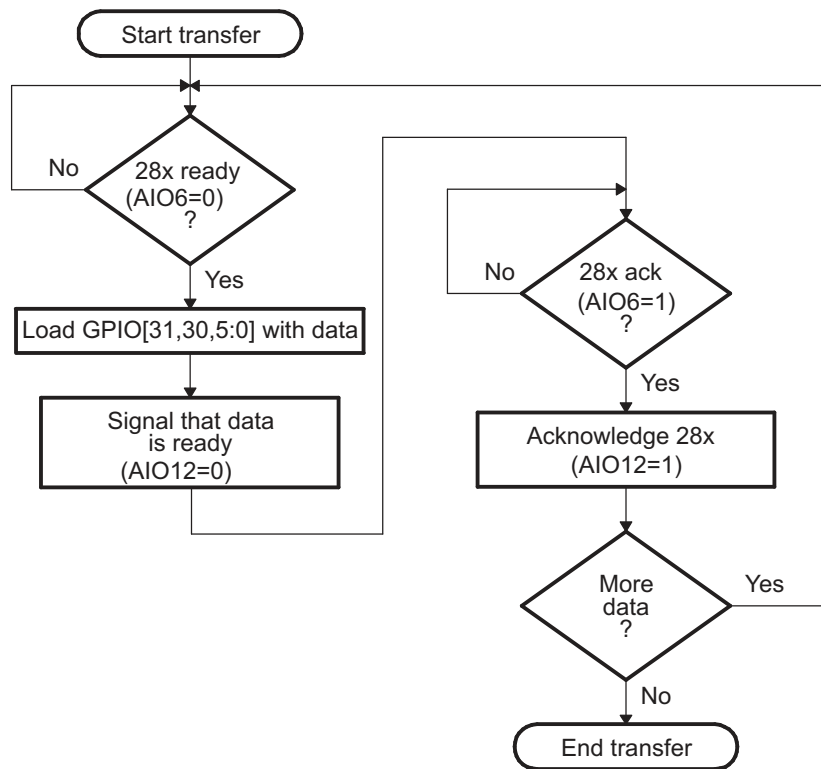 Start transfer
No
28x ready
(AIO6=0)
?
Yes
Load GPIO[31,30,5:0] with data
Signal that data
is ready
(AIO12=0)
No
28x ack
(AIO6=1)
?
Yes
Acknowledge 28x
(AIO12=1)
More
data
?
Yes
No
End transfer